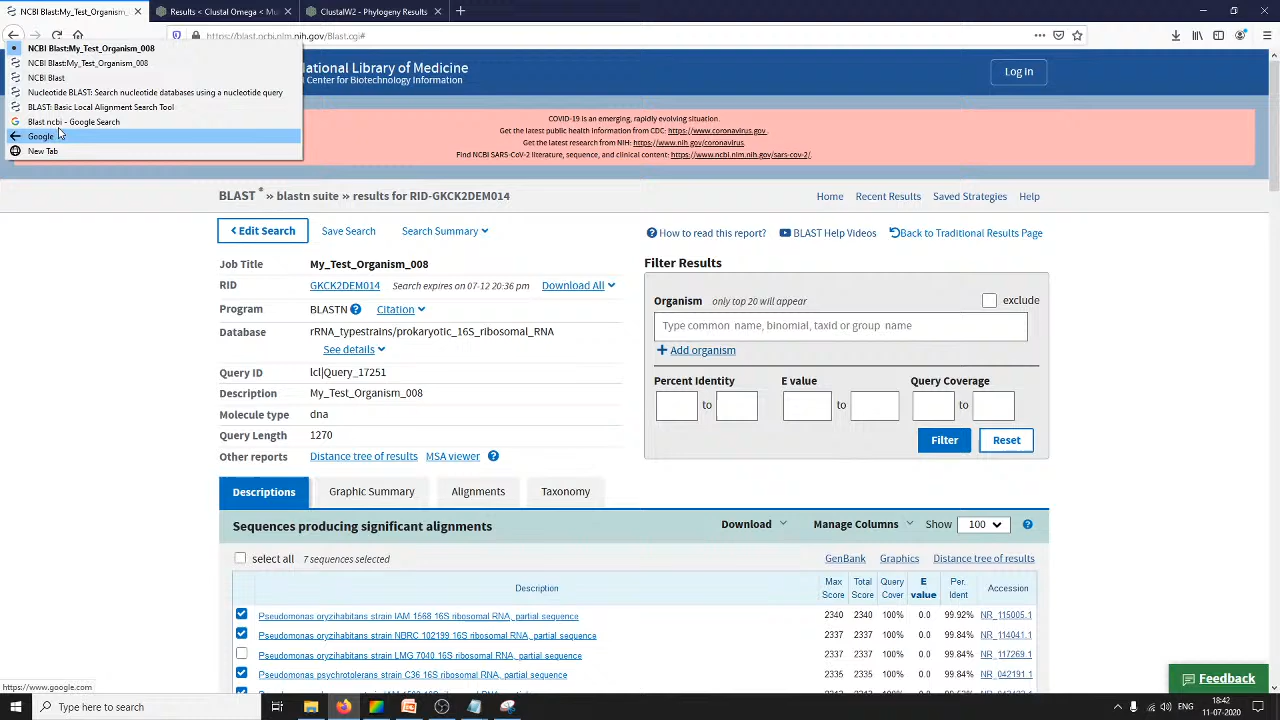 NCBI Blast:My_Test_Organism_008
Results < Clustal Omega < Mu
ClustalW2 - Phylogeny Results
https://blast.ncbi.nlm.nih.gov/Blast.cgi#
NCBI Blast:My_Test_Organism_008
NCBI Blast:My_Test_Organism_008
NCBI Blast
Nucleotide BLAST: Search nucleotide databases using a nucleotide query
BLAST: Basic Local Alignment Search Tool
Blast ncbi - Google Search
Google
New Tab
ational Library of Medicine
l Center for Biotechnology Information
Log in
COVID-19 is an emerging, rapidly evolving situation.
Get the latest public health information from CDC: https://www.coronavirus.gov .
Get the latest research from NIH: https://www.nih.gov/coronavirus.
Find NCBI SARS-CoV-2 literature, sequence, and clinical content: https://www.ncbi.nlm.nih.gov/sars-cov-2/.
BLAST ® » blastn suite » results for RID-GKCK2DEM014
Home Recent Results Saved Strategies Help
Edit Search Save Search Search Summary
How to read this report? BLAST Help Videos Back to Traditional Results Page
Job Title My_Test_Organism_008
RID GKCK2DEM014 Search expires on 07-12 20:36 pm Download All
Program BLASTN Citation
Database rRNA_typestrains/prokaryotic_16S_ribosomal_RNA
See details
Query ID lcl|Query_17251
Description My_Test_Organism_008
Molecule type dna
Query Length 1270
Other reports Distance tree of results MSA viewer
Filter Results
Organism only top 20 will appear exclude
Type common name, binomial, taxid or group name
Add organism
Percent Identity E value Query Coverage
to to to
Filter Reset
Descriptions Graphic Summary Alignments Taxonomy
Sequences producing significant alignments Download Manage Columns Show 100
select all 7 sequences selected GenBank Graphics Distance tree of results
Description Max Score Total Score Query Cover E value Per. Ident Accession
Pseudomonas oryzihabitans strain IAM 1568 16S ribosomal RNA, partial sequence 2340 2340 100% 0.0 99.92% NR_115005.1
Pseudomonas oryzihabitans strain NBRC 102199 16S ribosomal RNA, partial sequence 2337 2337 100% 0.0 99.84% NR_114041.1
Pseudomonas oryzihabitans strain LMG 7040 16S ribosomal RNA, partial sequence 2337 2337 100% 0.0 99.84% NR_117269.1
Pseudomonas psychrotolerans strain C36 16S ribosomal RNA, partial sequence 2335 2335 100% 0.0 99.84% NR_042191.1
https://www.google.com
Feedback
Type here to search
18:42
11-07-2020